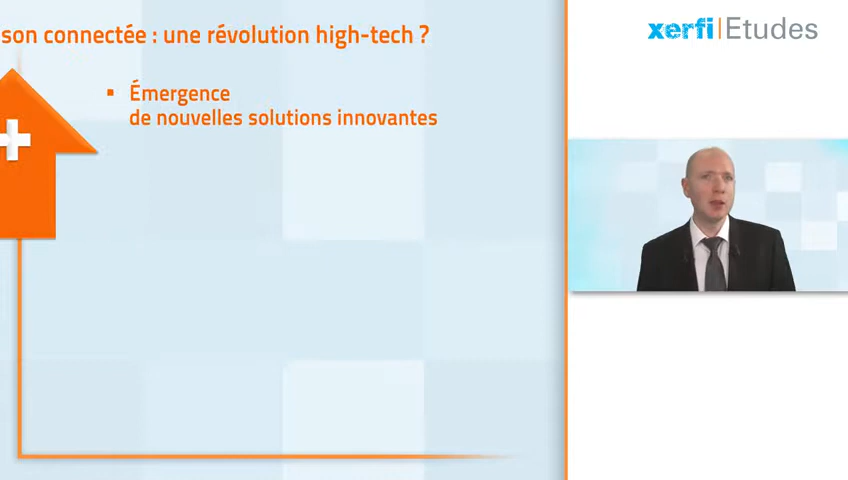 son connectée : une révolution high-tech ?
xerfi|Etudes
▪ Émergence
de nouvelles solutions innovantes